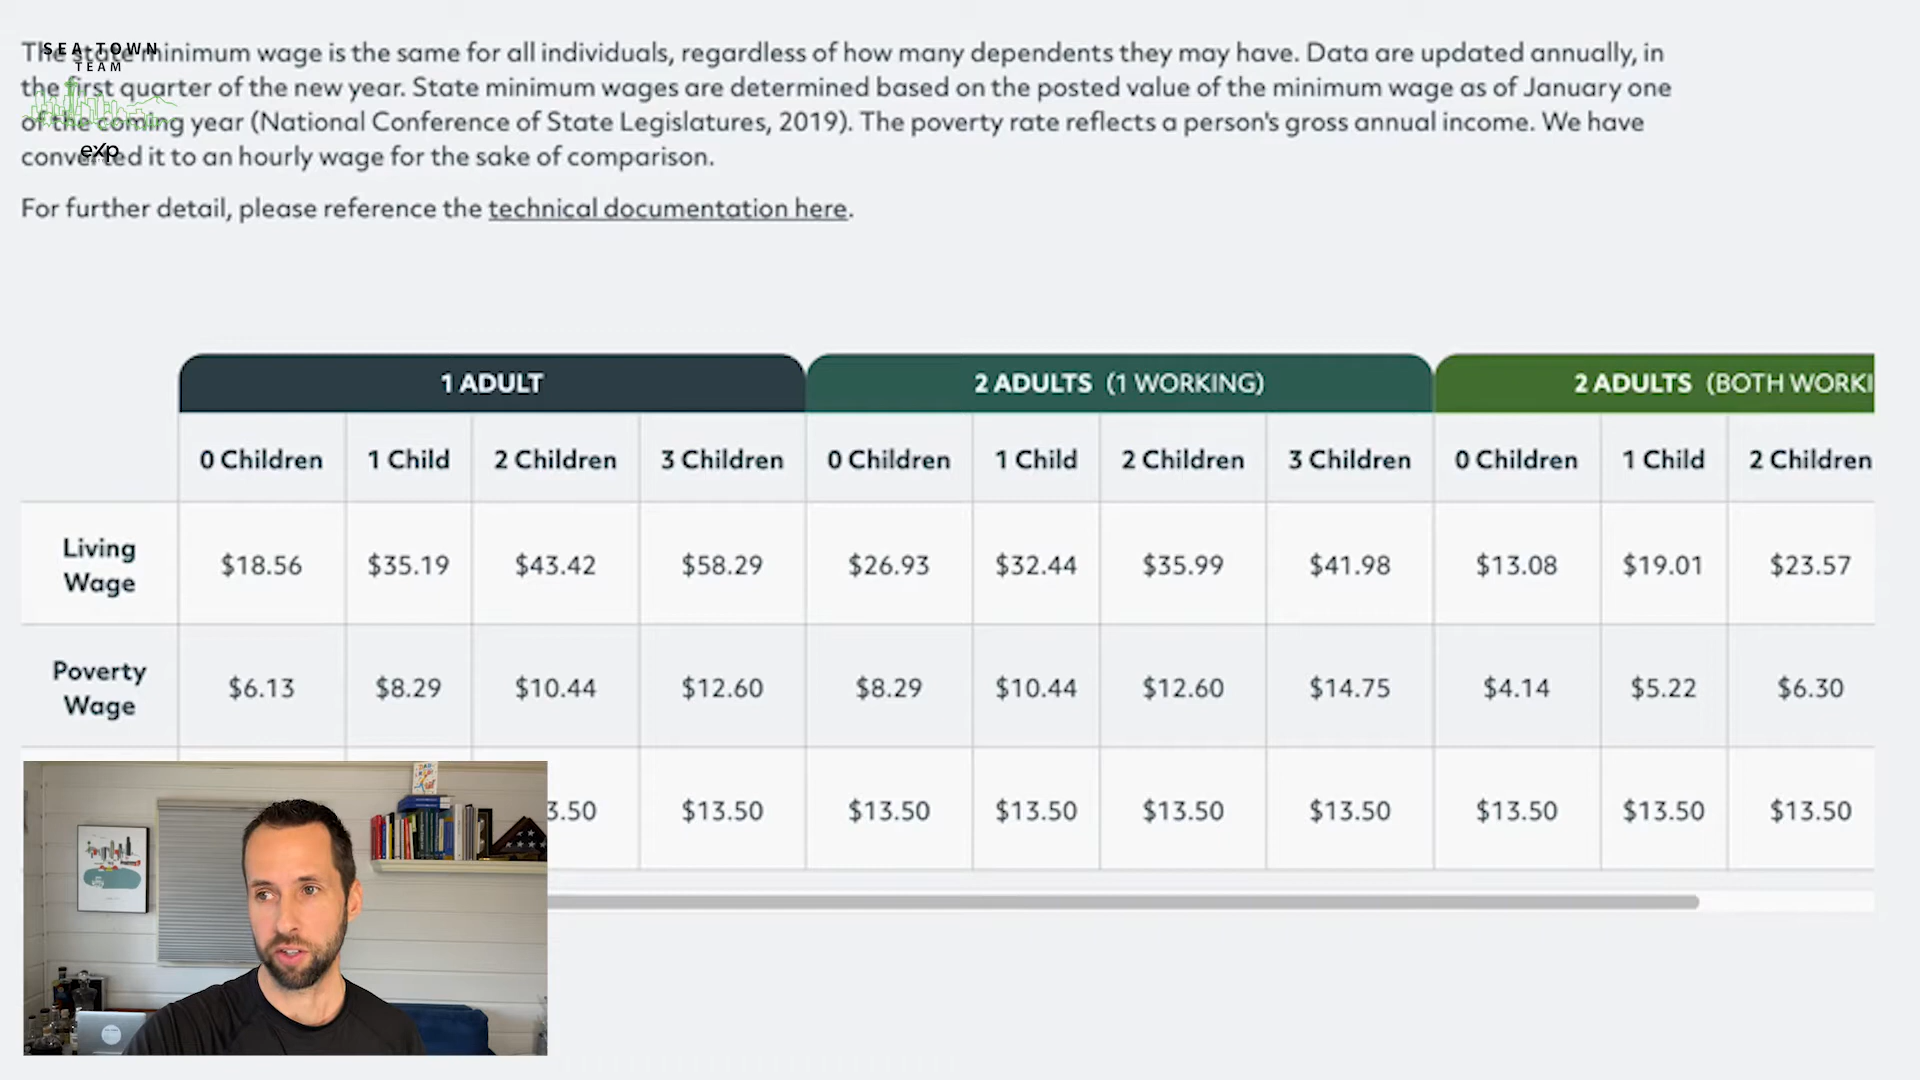 SEA-TOWN
TEAM
exp
The state minimum wage is the same for all individuals, regardless of how many dependents they may have. Data are updated annually, in
the first quarter of the new year. State minimum wages are determined based on the posted value of the minimum wage as of January one
of the coming year (National Conference of State Legislatures, 2019). The poverty rate reflects a person's gross annual income. We have
converted it to an hourly wage for the sake of comparison.
For further detail, please reference the technical documentation here.
1 ADULT 2 ADULTS (1 WORKING) 2 ADULTS (BOTH WORKI
0 Children 1 Child 2 Children 3 Children 0 Children 1 Child 2 Children 3 Children 0 Children 1 Child 2 Children
Living
Wage
$18.56 $35.19 $43.42 $58.29 $26.93 $32.44 $35.99 $41.98 $13.08 $19.01 $23.57
Poverty
Wage
$6.13 $8.29 $10.44 $12.60 $8.29 $10.44 $12.60 $14.75 $4.14 $5.22 $6.30
3.50 $13.50 $13.50 $13.50 $13.50 $13.50 $13.50 $13.50 $13.50